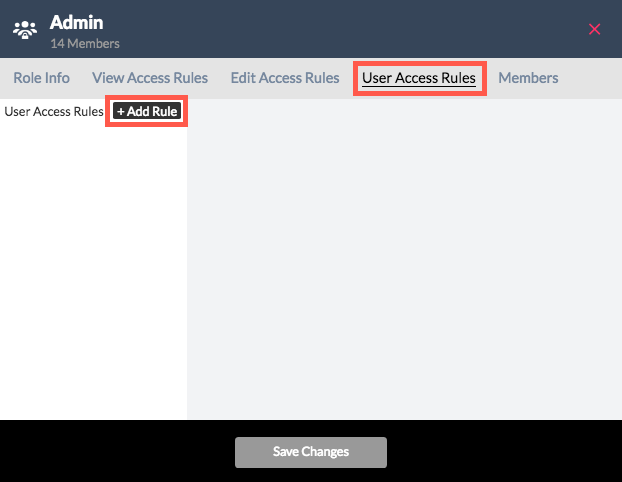 Admin
14 Members
Role Info View Access Rules Edit Access Rules User Access Rules Members
User Access Rules + Add Rule
Save Changes